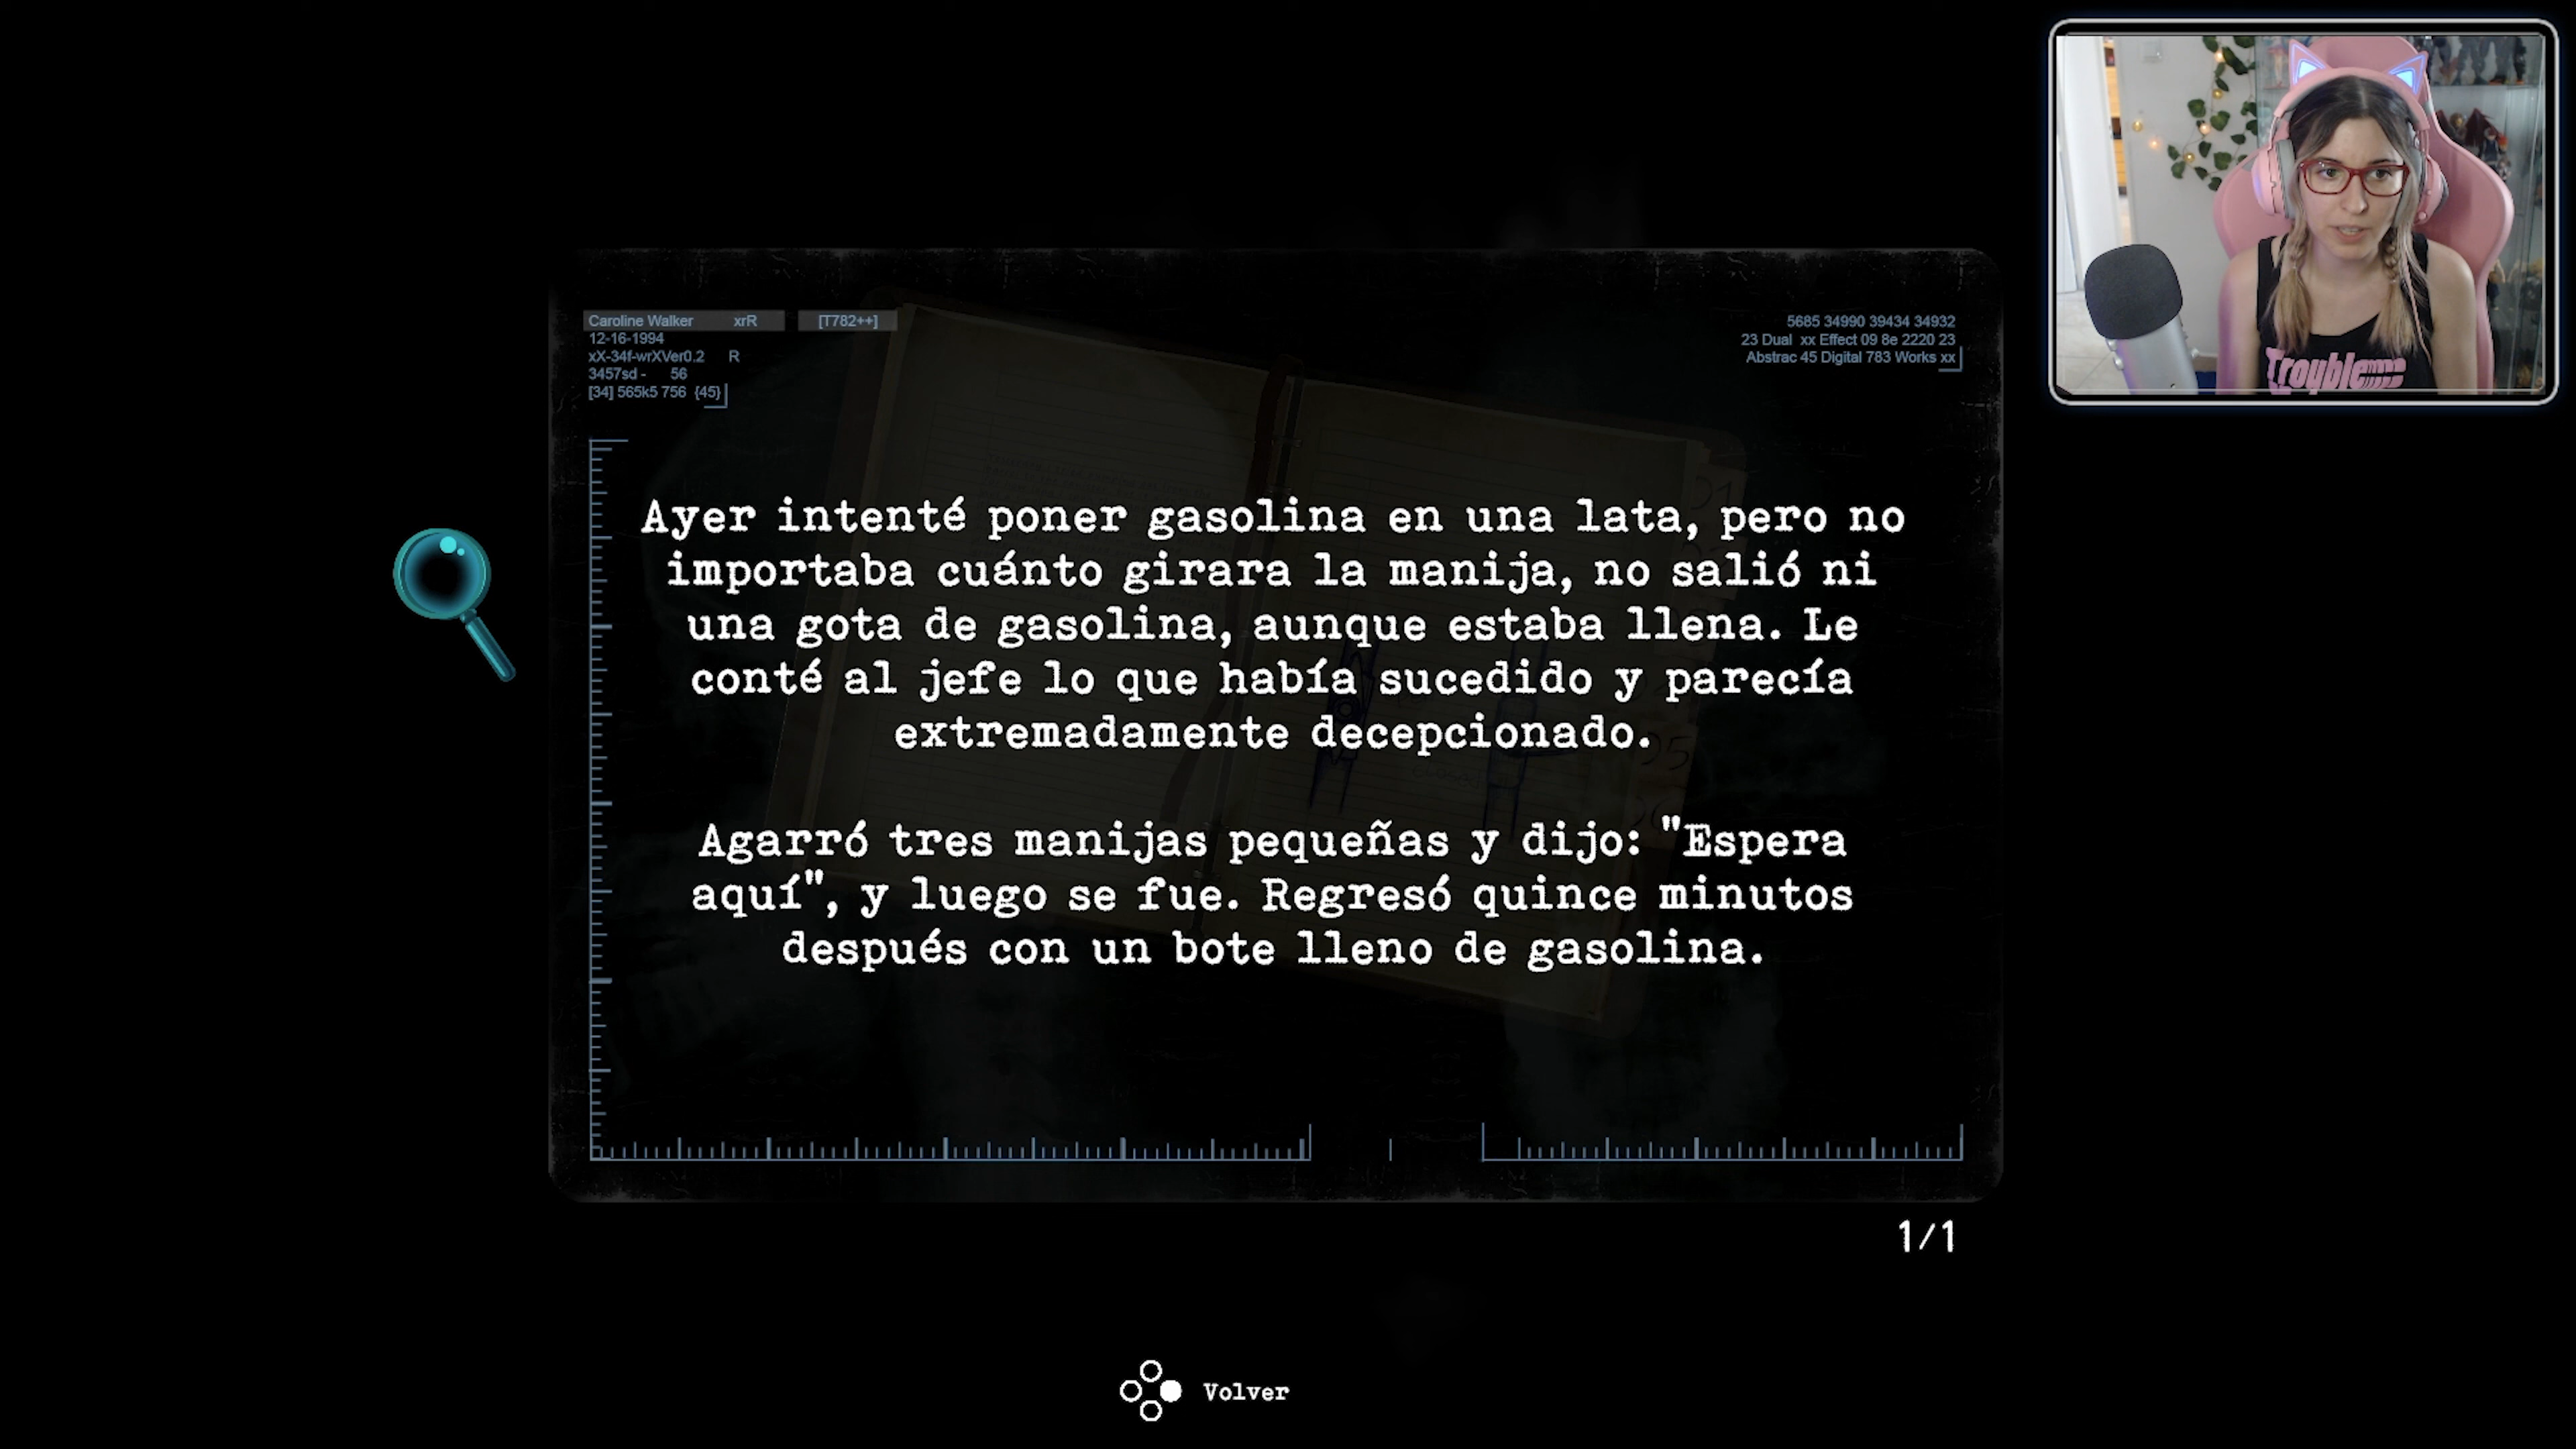 Caroline Walker xrR [T782++]
12-16-1994
xX-34f-wrXVer0.2 R
3457sd - 56
[34] 565k5 756 {45}
5685 34990 39434 34932
23 Dual xx Effect 09 8e 2220 23
Abstrac 45 Digital 783 Works xx
Ayer intenté poner gasolina en una lata, pero no
importaba cuánto girara la manija, no salió ni
una gota de gasolina, aunque estaba llena. Le
conté al jefe lo que había sucedido y parecía
extremadamente decepcionado.
Agarró tres manijas pequeñas y dijo: "Espera
aquí", y luego se fue. Regresó quince minutos
después con un bote lleno de gasolina.
1/1
Volver